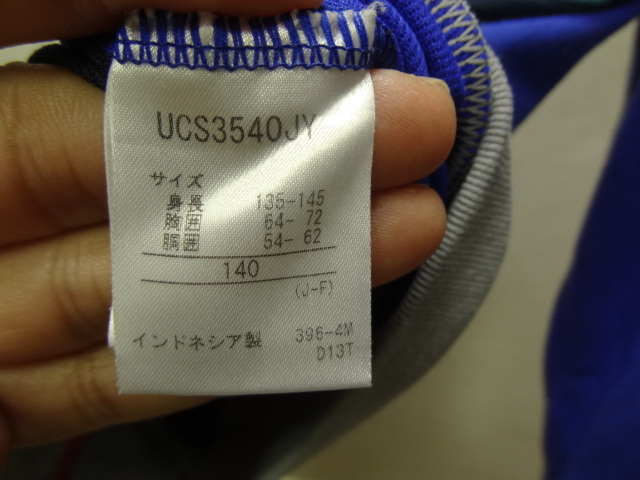 UCS3540JY
サイズ
身長 135-145
胸囲 64- 72
胴囲 54- 62
140
(J-F)
インドネシア製 396-4M
D13T